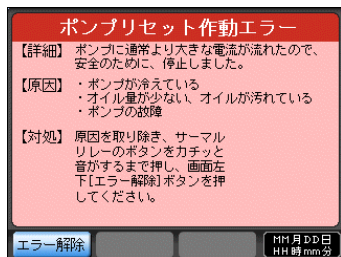 ポンプリセット作動エラー
【詳細】 ポンプに通常より大きな電流が流れたので、
安全のために、停止しました。
【原因】 ・ポンプが冷えている
・オイル量が少ない、オイルが汚れている
・ポンプの故障
【対処】 原因を取り除き、サーマル
リレーのボタンをカチッと
音がするまで押し、画面左
下[エラー解除]ボタンを押
してください。
エラー解除
MM月DD日
HH時mm分